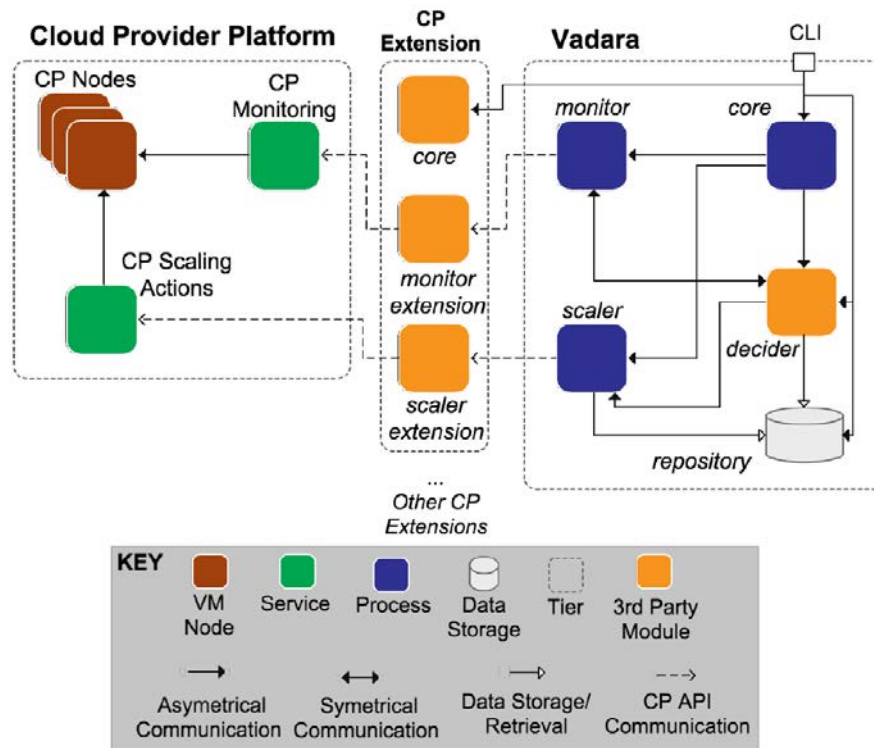 Cloud Provider Platform
CP
Extension
Vadara
CLI
CP Nodes
CP
Monitoring
core
monitor
core
CP Scaling
Actions
monitor
extension
scaler
decider
scaler
extension
repository
...
Other CP
Extensions
KEY
VM
Node
Service
Process
Data
Storage
Tier
3rd Party
Module
Asymetrical
Communication
Symetrical
Communication
Data Storage/
Retrieval
CP API
Communication